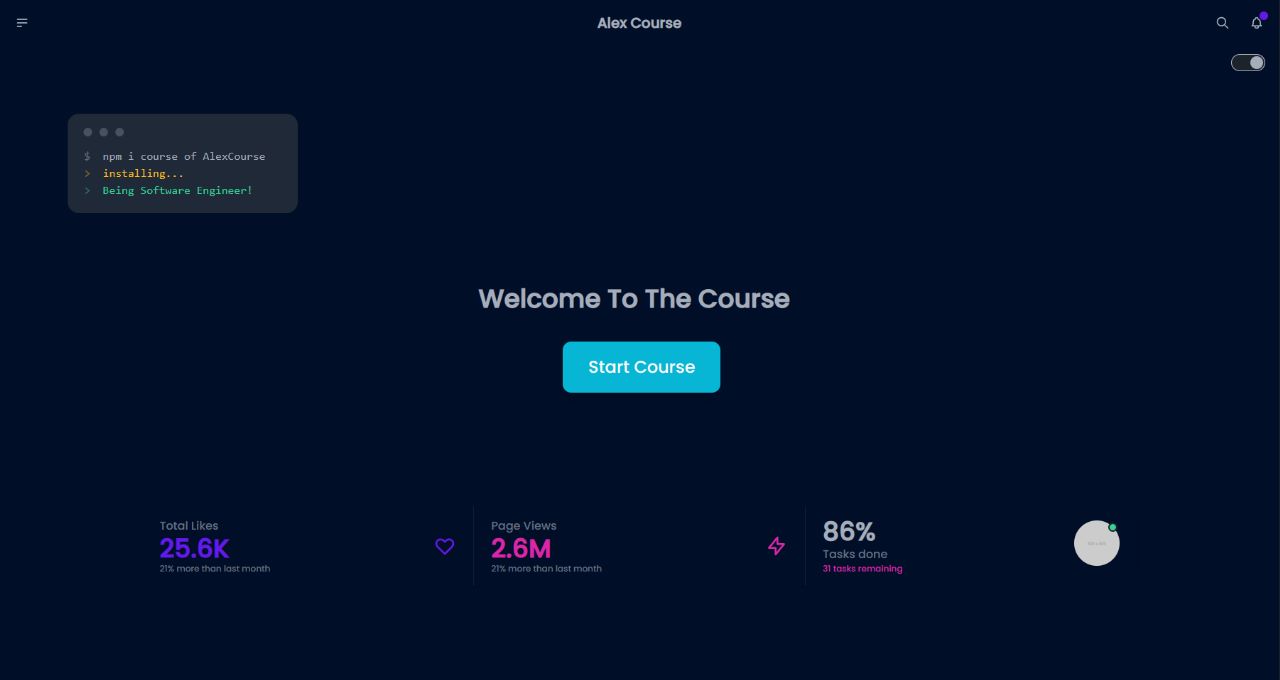 Alex Course
$ npm i course of AlexCourse
> installing...
> Being Software Engineer!
Welcome To The Course
Start Course
Total Likes
25.6K
21% more than last month
Page Views
2.6M
21% more than last month
86%
Tasks done
31 tasks remaining